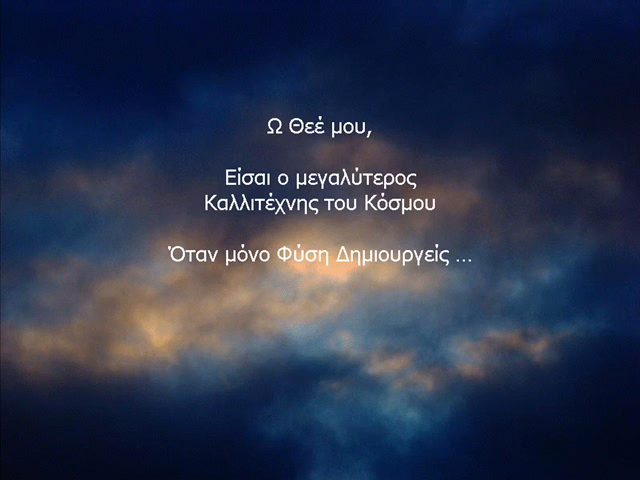 Ω Θεέ μου,
Είσαι ο μεγαλύτερος
Καλλιτέχνης του Κόσμου
Όταν μόνο Φύση Δημιουργείς ...